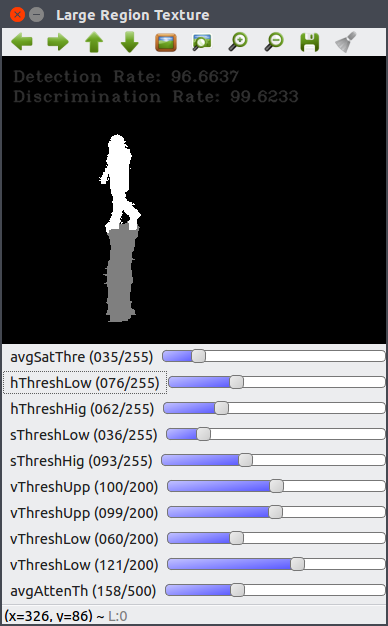 Large Region Texture
Detection Rate: 96.6637
Discrimination Rate: 99.6233
avgSatThre (035/255)
hThreshLow (076/255)
hThreshHig (062/255)
sThreshLow (036/255)
sThreshHig (093/255)
vThreshUpp (100/200)
vThreshUpp (099/200)
vThreshLow (060/200)
vThreshLow (121/200)
avgAttenTh (158/500)
(x=326, y=86) ~ L:0